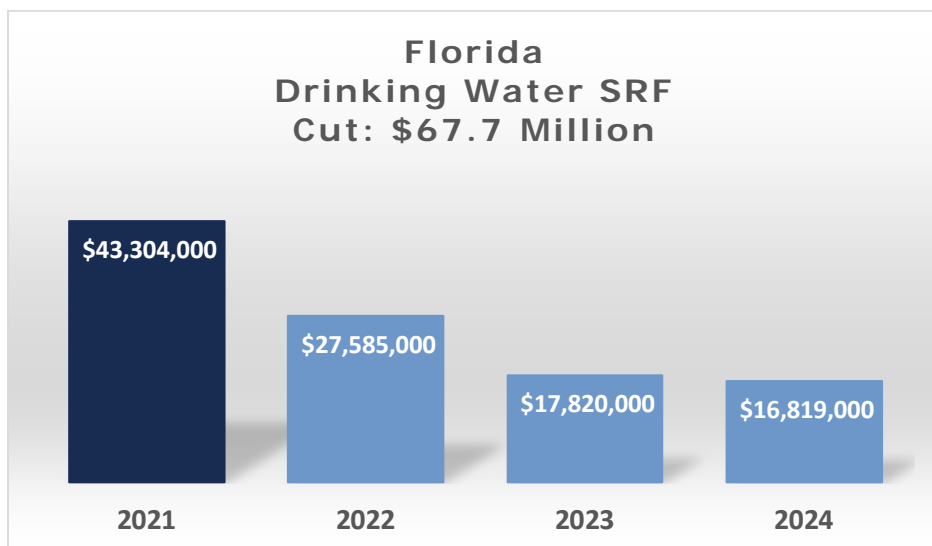 Florida
Drinking Water SRF
Cut: $67.7 Million
$43,304,000
$27,585,000
$17,820,000
$16,819,000
2021
2022
2023
2024